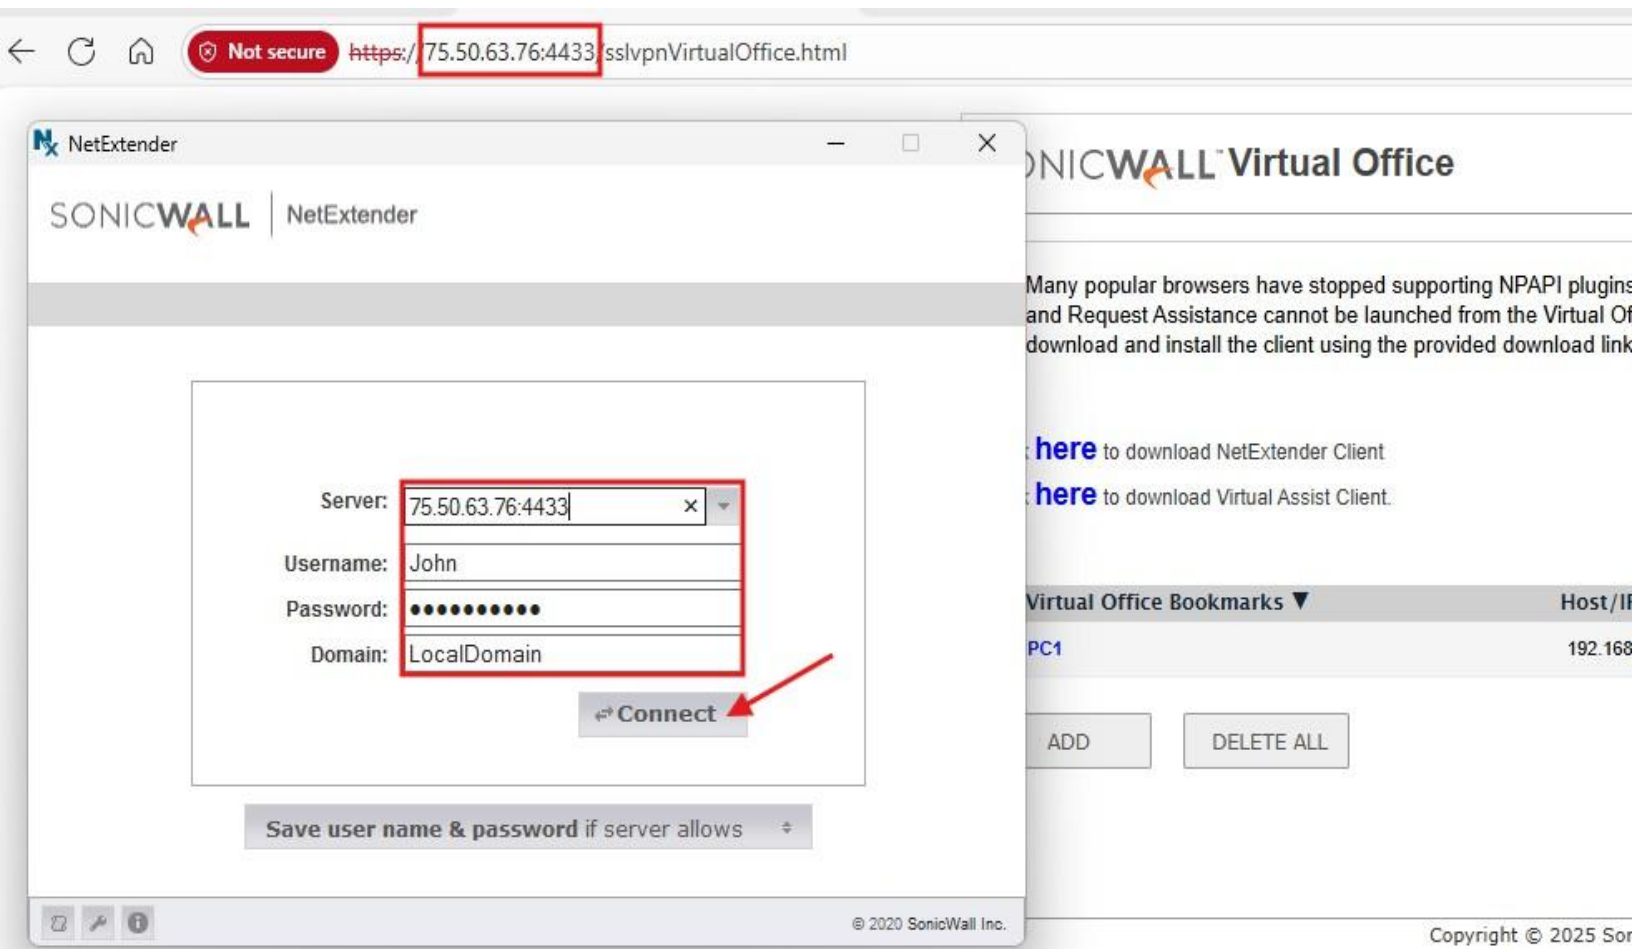 Not secure https://75.50.63.76:4433/sslvpnVirtualOffice.html
NetExtender
SONICWALL NetExtender
Server: 75.50.63.76:4433
Username: John
Password: ••••••••••
Domain: LocalDomain
Connect
Save user name & password if server allows
© 2020 SonicWall Inc.
ONICWALL™ Virtual Office
Many popular browsers have stopped supporting NPAPI plugins
and Request Assistance cannot be launched from the Virtual Of
download and install the client using the provided download link
here to download NetExtender Client
here to download Virtual Assist Client.
Virtual Office Bookmarks ▼ Host/I
PC1 192.168
ADD DELETE ALL
Copyright © 2025 So